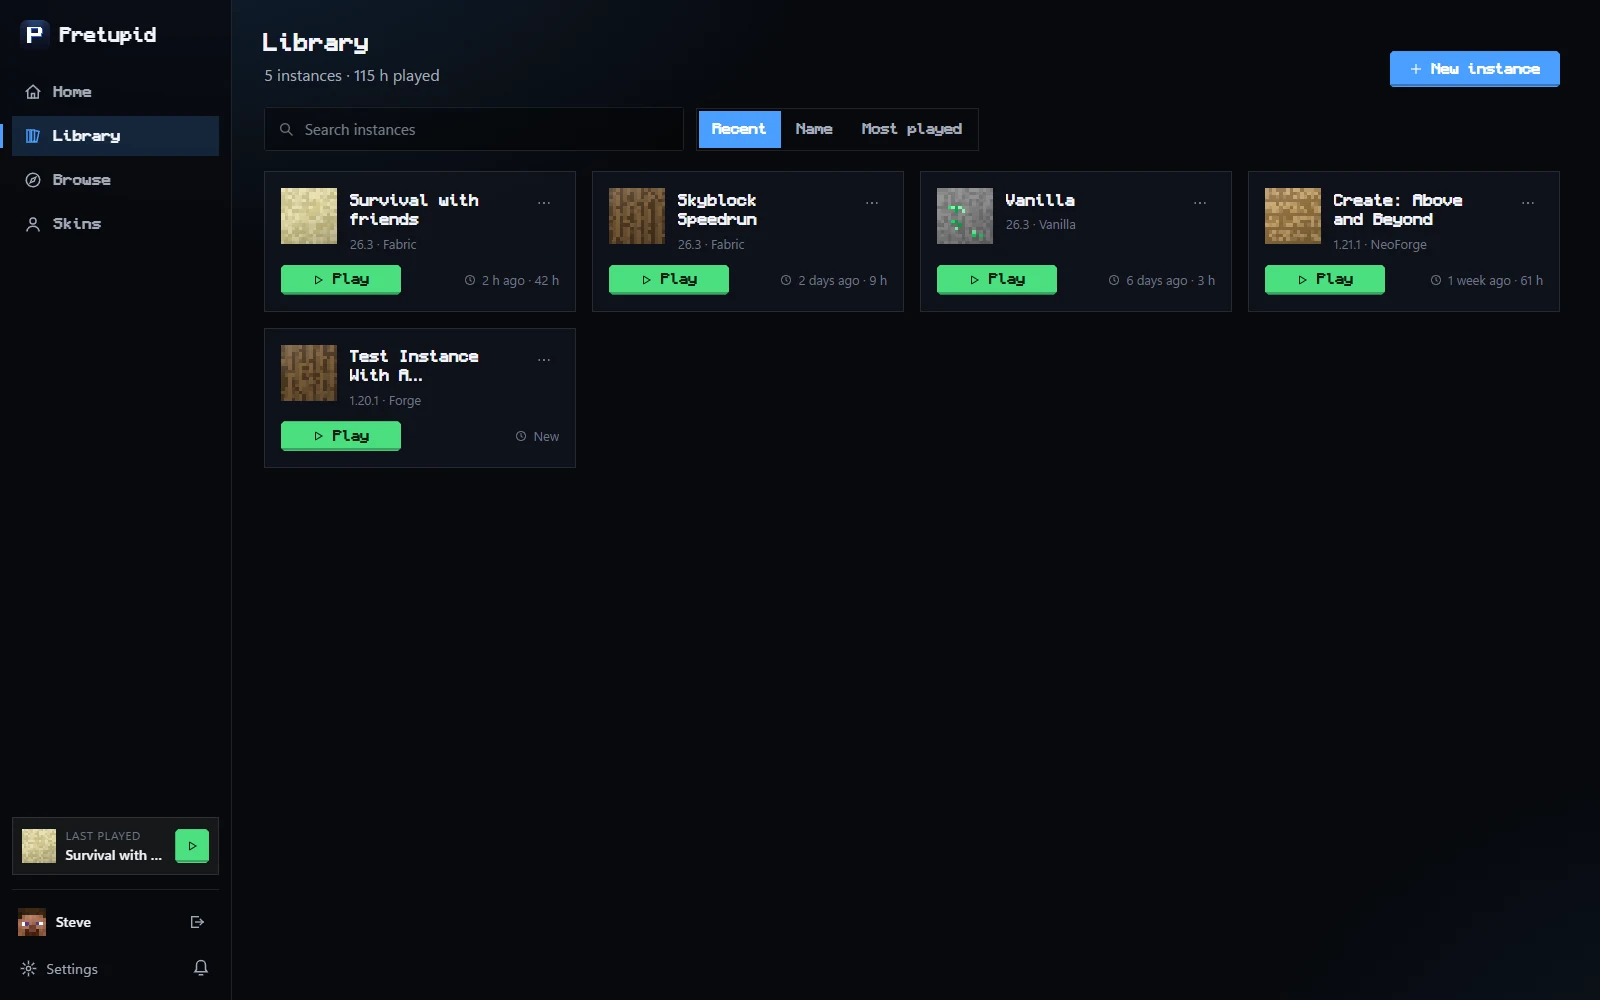 P Pretupid
Home
Library
Browse
Skins
LAST PLAYED
Survival with ...
Steve
Settings
Library
5 instances · 115 h played
+ New instance
Search instances
Recent Name Most played
Survival with
friends
26.3 · Fabric
Play
2 h ago · 42 h
Skyblock
Speedrun
26.3 · Fabric
Play
2 days ago · 9 h
Vanilla
26.3 · Vanilla
Play
6 days ago · 3 h
Create: Above
and Beyond
1.21.1 · NeoForge
Play
1 week ago · 61 h
Test Instance
With A...
1.20.1 · Forge
Play
New